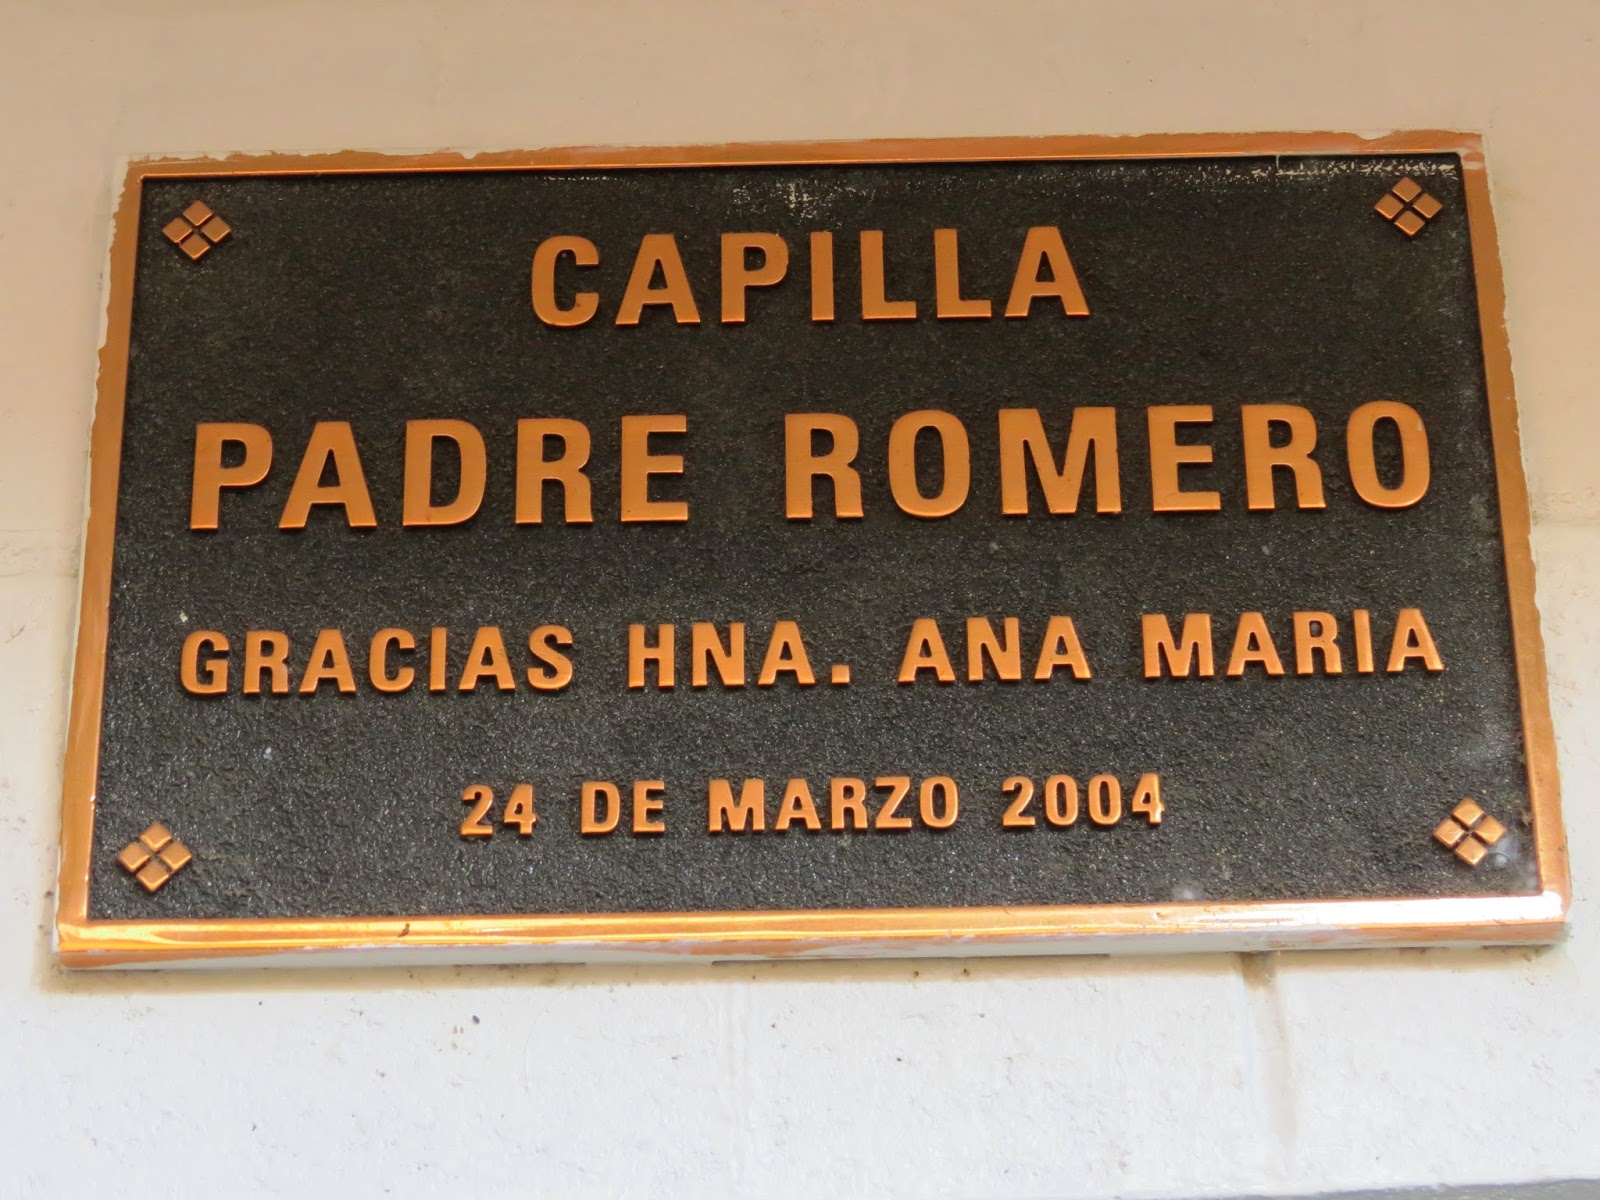 CAPILLA
PADRE ROMERO
GRACIAS HNA. ANA MARIA
24 DE MARZO 2004